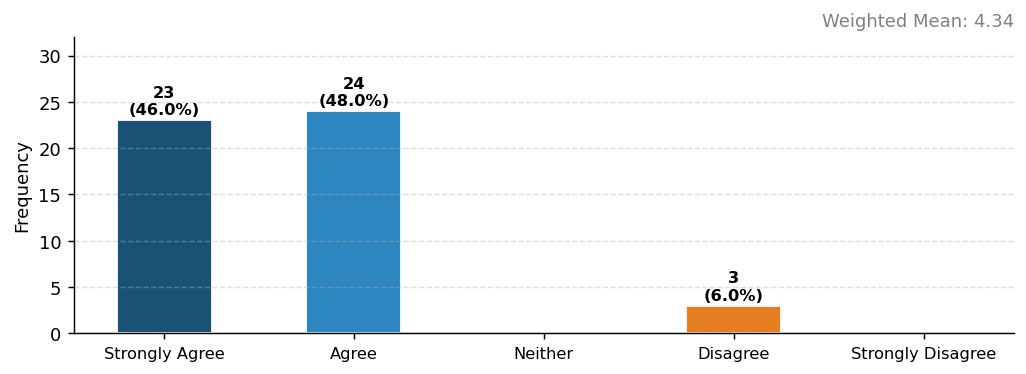 Weighted Mean: 4.34
Frequency
30
25
20
15
10
5
0
23
(46.0%)
24
(48.0%)
3
(6.0%)
Strongly Agree
Agree
Neither
Disagree
Strongly Disagree